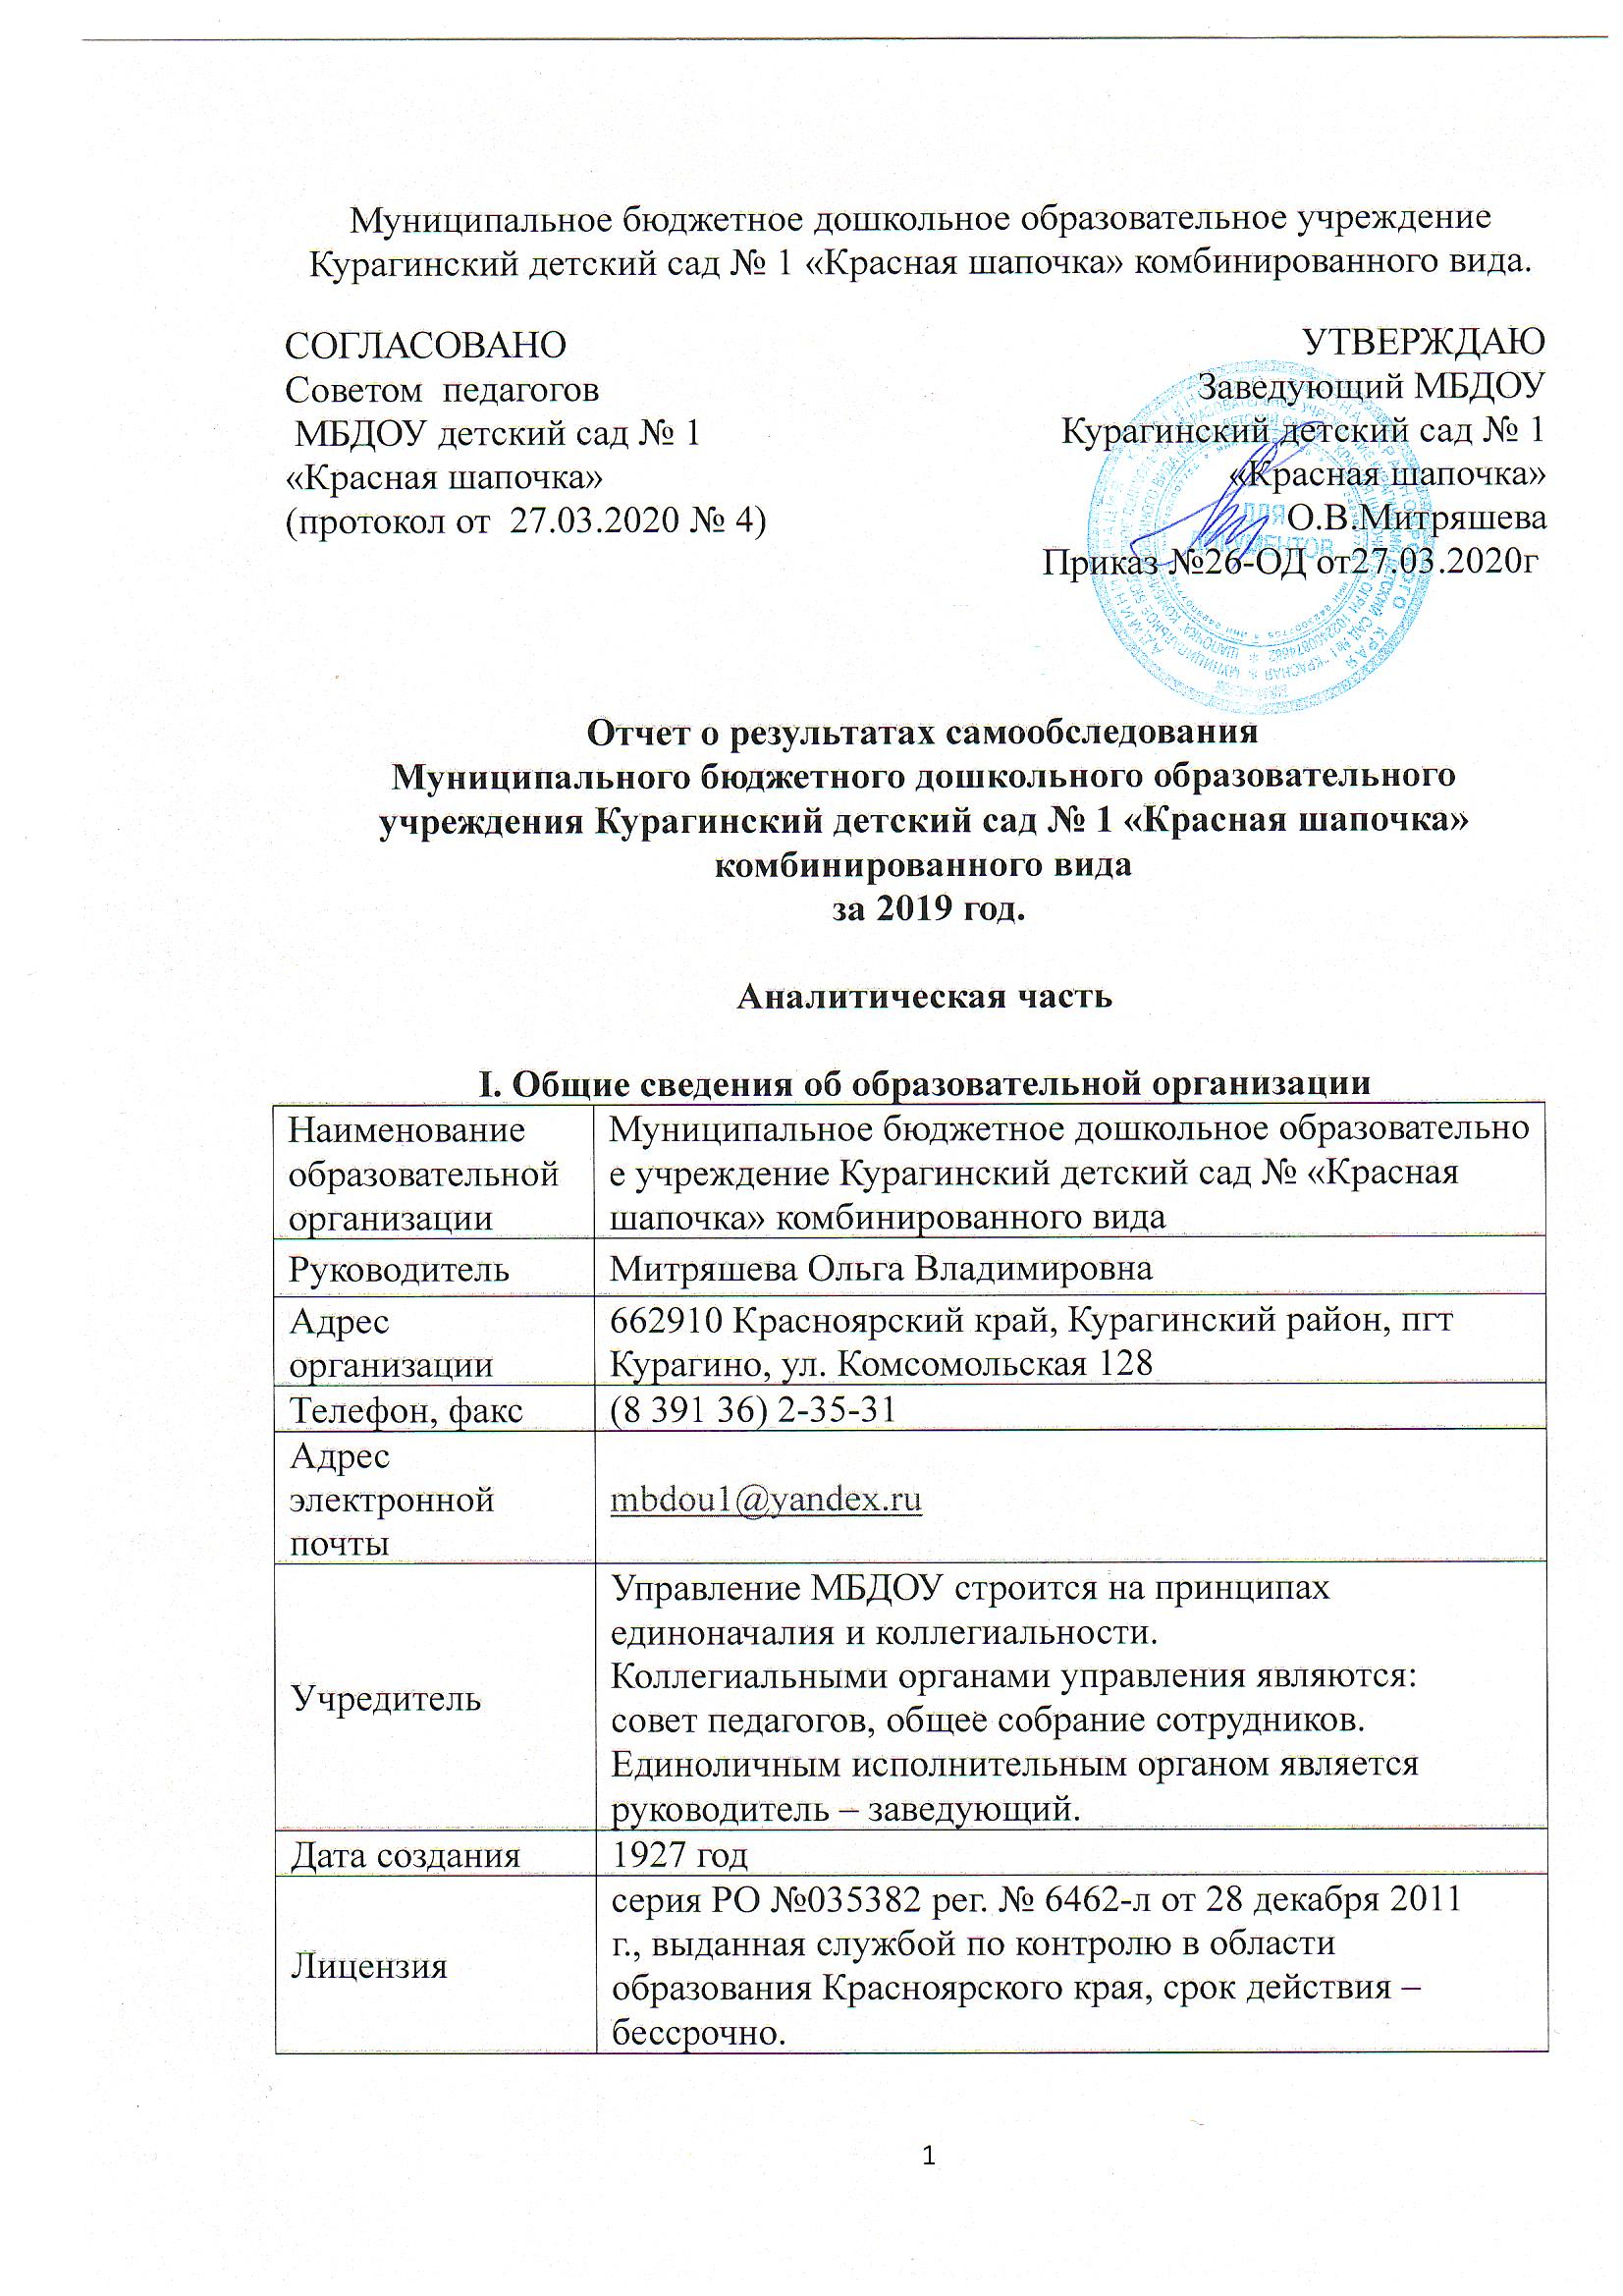 Муниципальное бюджетное дошкольное образовательное учреждение
Курагинский детский сад № 1 «Красная шапочка» комбинированного вида.
СОГЛАСОВАНО
Советом педагогов
МБДОУ детский сад № 1
«Красная шапочка»
(протокол от 27.03.2020 № 4)
УТВЕРЖДАЮ
Заведующий МБДОУ
Курагинский детский сад № 1
«Красная шапочка»
О.В.Митряшева
Приказ №26-ОД от27.03.2020г
ДЛЯ
ДОКУМЕНТОВ
Отчет о результатах самообследования
Муниципального бюджетного дошкольного образовательного
учреждения Курагинский детский сад № 1 «Красная шапочка»
комбинированного вида
за 2019 год.
Аналитическая часть
I. Общие сведения об образовательной организации
Наименование
образовательной
организации
Муниципальное бюджетное дошкольное образовательно
е учреждение Курагинский детский сад № «Красная
шапочка» комбинированного вида
Руководитель
Митряшева Ольга Владимировна
Адрес
организации
662910 Красноярский край, Курагинский район, пгт
Курагино, ул. Комсомольская 128
Телефон, факс
(8 391 36) 2-35-31
Адрес
электронной
почты
mbdou1@yandex.ru
Учредитель
Управление МБДОУ строится на принципах
единоначалия и коллегиальности.
Коллегиальными органами управления являются:
совет педагогов, общее собрание сотрудников.
Единоличным исполнительным органом является
руководитель – заведующий.
Дата создания
1927 год
Лицензия
серия РО №035382 рег. № 6462-л от 28 декабря 2011
г., выданная службой по контролю в области
образования Красноярского края, срок действия –
бессрочно.
1